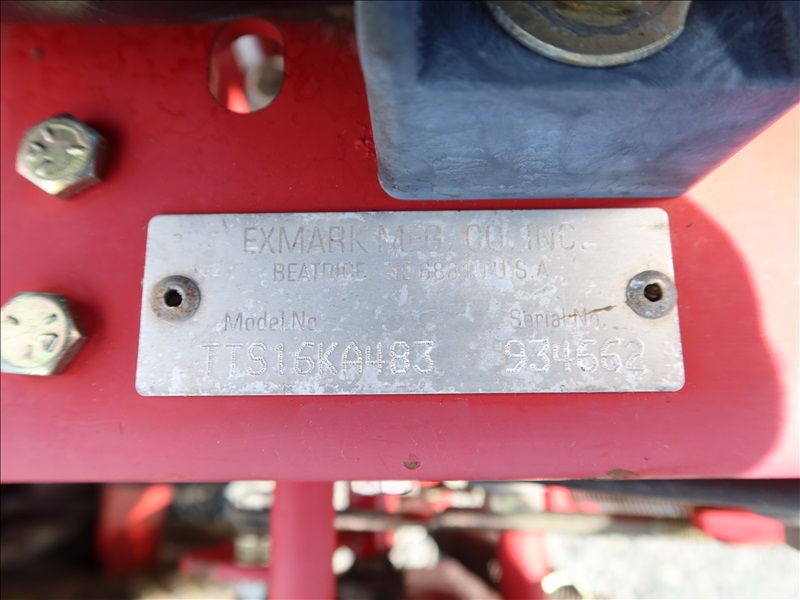 EXMARK MFG. CO. INC.
BEATRICE NE 68310 U.S.A.
Model No. Serial No.
TTS16KA483 934662